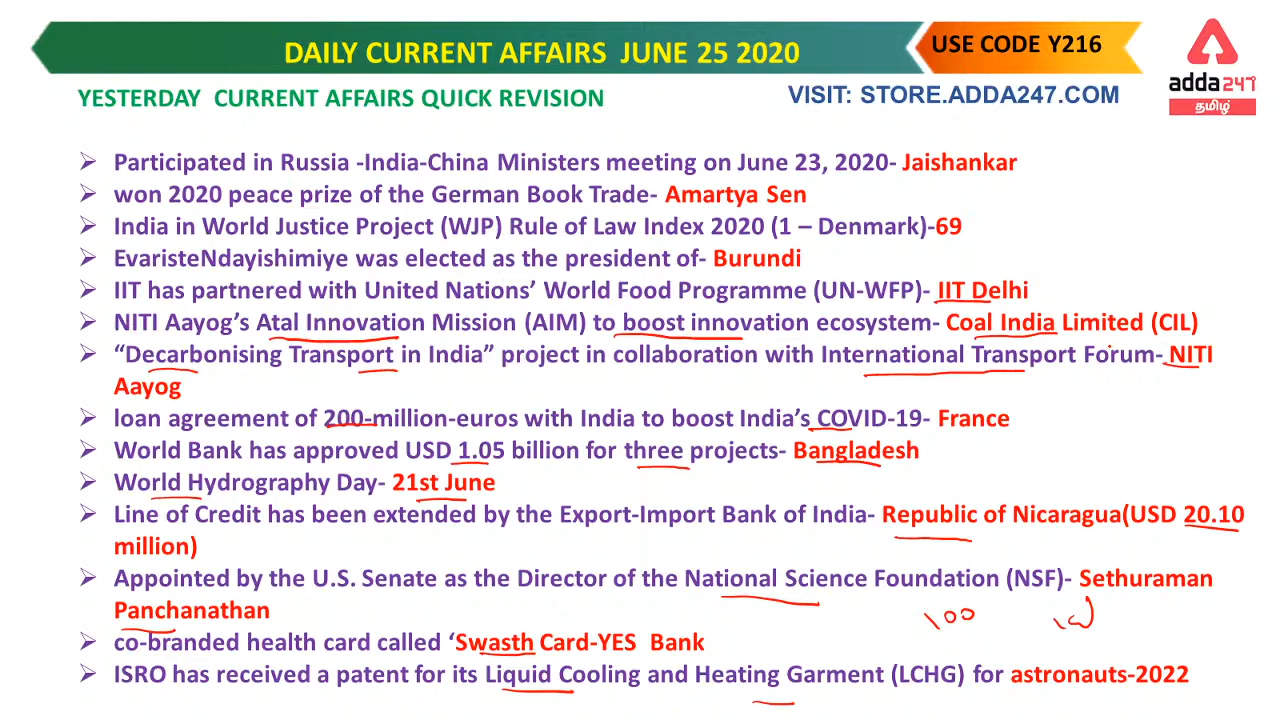 DAILY CURRENT AFFAIRS JUNE 25 2020
USE CODE Y216
adda247
தமிழ்
YESTERDAY CURRENT AFFAIRS QUICK REVISION
VISIT: STORE.ADDA247.COM
➢ Participated in Russia -India-China Ministers meeting on June 23, 2020- Jaishankar
➢ won 2020 peace prize of the German Book Trade- Amartya Sen
➢ India in World Justice Project (WJP) Rule of Law Index 2020 (1 – Denmark)-69
➢ EvaristeNdayishimiye was elected as the president of- Burundi
➢ IIT has partnered with United Nations’ World Food Programme (UN-WFP)- IIT Delhi
➢ NITI Aayog’s Atal Innovation Mission (AIM) to boost innovation ecosystem- Coal India Limited (CIL)
➢ “Decarbonising Transport in India” project in collaboration with International Transport Forum- NITI
Aayog
➢ loan agreement of 200-million-euros with India to boost India’s COVID-19- France
➢ World Bank has approved USD 1.05 billion for three projects- Bangladesh
➢ World Hydrography Day- 21st June
➢ Line of Credit has been extended by the Export-Import Bank of India- Republic of Nicaragua(USD 20.10
million)
➢ Appointed by the U.S. Senate as the Director of the National Science Foundation (NSF)- Sethuraman
Panchanathan
100
➢ co-branded health card called ‘Swasth Card-YES Bank
➢ ISRO has received a patent for its Liquid Cooling and Heating Garment (LCHG) for astronauts-2022